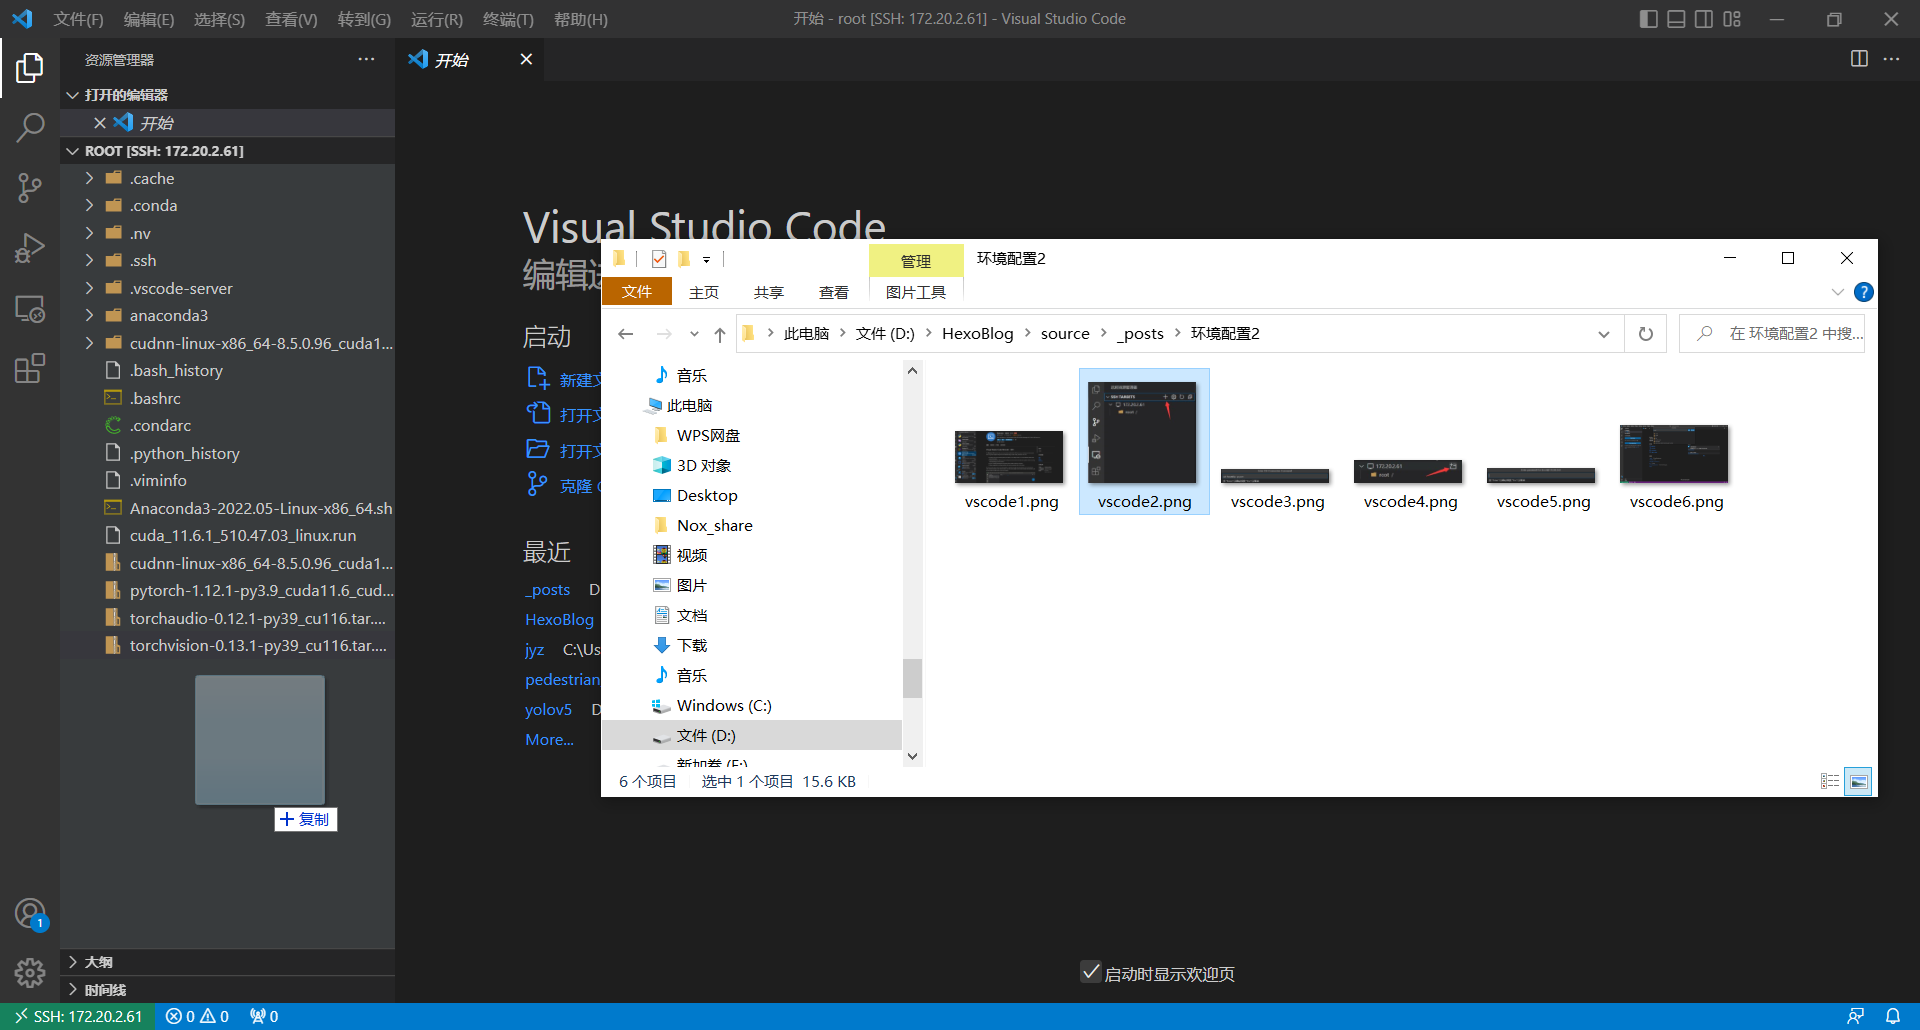 文件(F) 编辑(E) 选择(S) 查看(V) 转到(G) 运行(R) 终端(T) 帮助(H)
开始 - root [SSH: 172.20.2.61] - Visual Studio Code
资源管理器
打开的编辑器
开始
ROOT [SSH: 172.20.2.61]
.cache
.conda
.nv
.ssh
.vscode-server
anaconda3
cudnn-linux-x86_64-8.5.0.96_cuda1...
.bash_history
.bashrc
.condarc
.python_history
.viminfo
Anaconda3-2022.05-Linux-x86_64.sh
cuda_11.6.1_510.47.03_linux.run
cudnn-linux-x86_64-8.5.0.96_cuda1...
pytorch-1.12.1-py3.9_cuda11.6_cud...
torchaudio-0.12.1-py39_cu116.tar....
torchvision-0.13.1-py39_cu116.tar....
复制
大纲
时间线
1
开始
Visual Studio Code
编辑
启动
新建文
打开文
打开文
克隆
最近
_posts D
HexoBlog
jyz C:\Us
pedestrian
yolov5 D
More...
启动时显示欢迎页
管理
环境配置2
文件 主页 共享 查看 图片工具
此电脑 文件 (D:) HexoBlog source _posts 环境配置2
在 环境配置2 中搜...
音乐
此电脑
WPS网盘
3D 对象
Desktop
Nox_share
视频
图片
文档
下载
音乐
Windows (C:)
文件 (D:)
新加卷 (E:)
vscode1.png
vscode2.png
vscode3.png
vscode4.png
vscode5.png
vscode6.png
6 个项目 选中 1 个项目 15.6 KB
SSH: 172.20.2.61 0 0 0